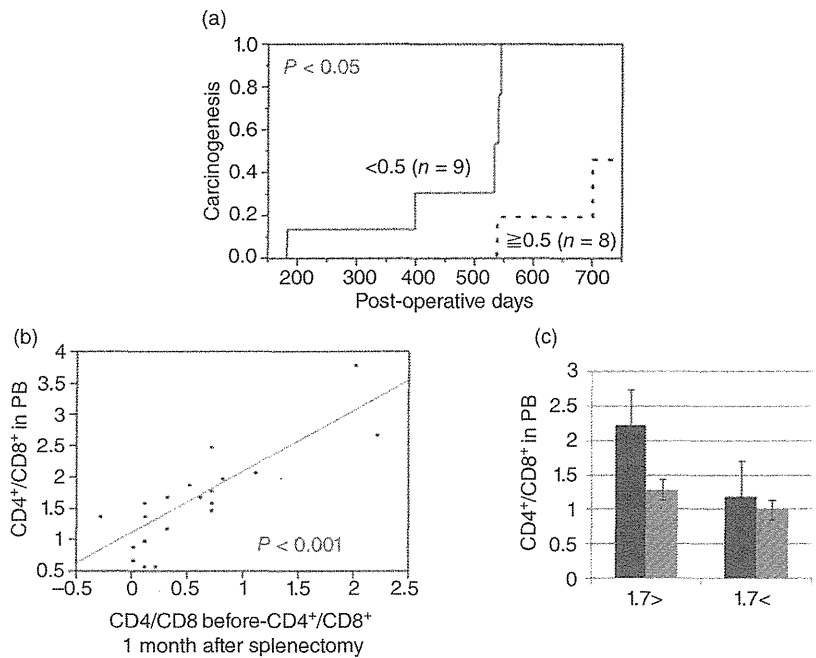 (a)
1.0
0.8
0.6
0.4
0.2
0.0
Carcinogenesis
P < 0.05
<0.5 (n = 9)
≧0.5 (n = 8)
200 300 400 500 600 700
Post-operative days
(b)
4
3.5
3
2.5
2
1.5
1
0.5
CD4+/CD8+ in PB
P < 0.001
−0.5 0 0.5 1 1.5 2 2.5
CD4/CD8 before-CD4+/CD8+
1 month after splenectomy
(c)
3
2.5
2
1.5
1
0.5
0
CD4+/CD8+ in PB
1.7> 1.7<